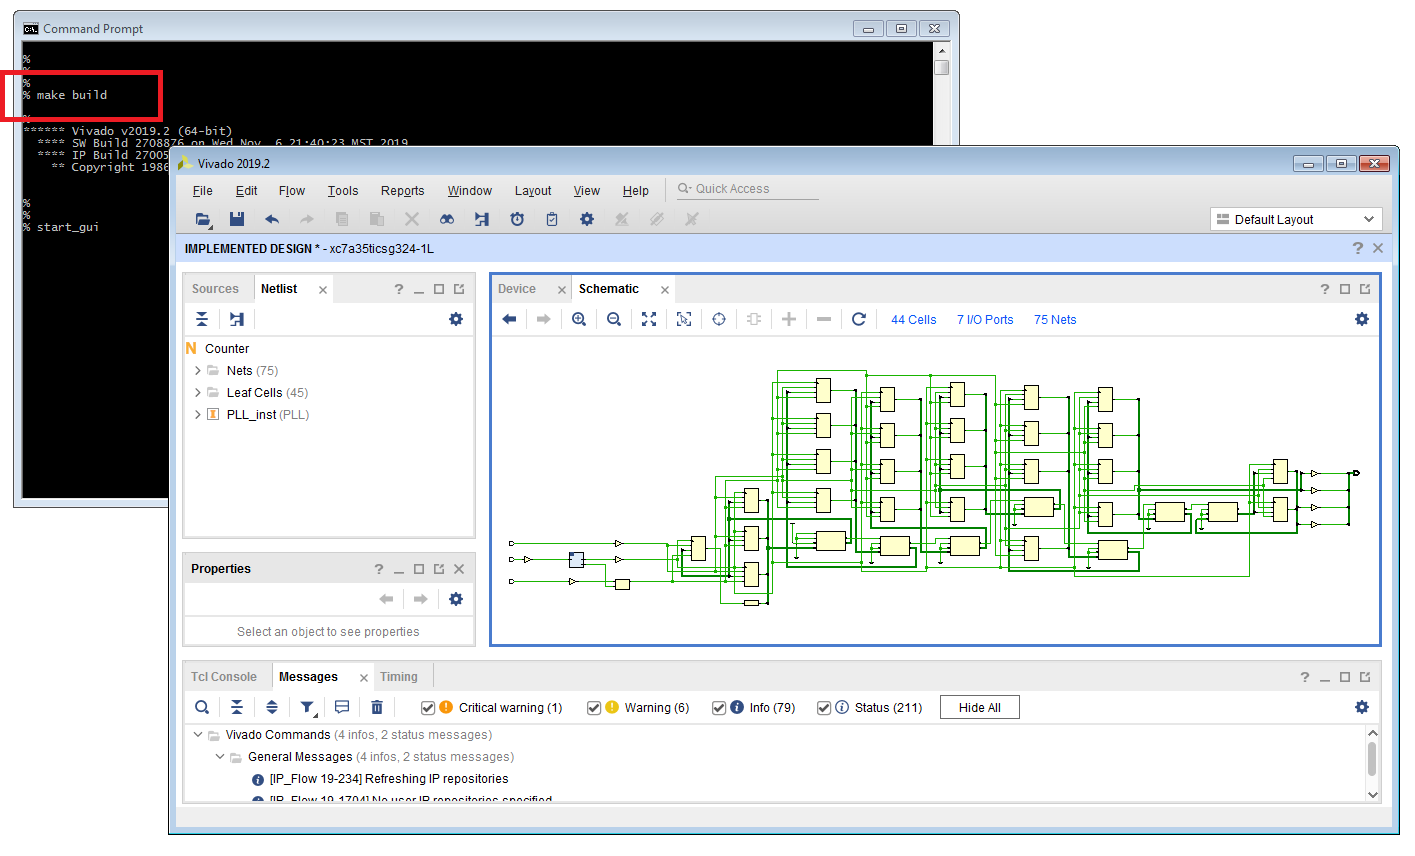 Command Prompt
%
%
%
% make build
%
****** Vivado v2019.2 (64-bit)
**** SW Build 2708876 on Wed Nov 6 21:40:23 MST 2019
**** IP Build 27005
** Copyright 1986
%
%
% start_gui
Vivado 2019.2
File Edit Flow Tools Reports Window Layout View Help Quick Access
Default Layout
IMPLEMENTED DESIGN * - xc7a35ticsg324-1L
Sources Netlist
Device Schematic
44 Cells 7 I/O Ports 75 Nets
N Counter
Nets (75)
Leaf Cells (45)
I PLL_inst (PLL)
Properties
Select an object to see properties
Tcl Console Messages Timing
Critical warning (1) Warning (6) Info (79) Status (211) Hide All
Vivado Commands (4 infos, 2 status messages)
General Messages (4 infos, 2 status messages)
[IP_Flow 19-234] Refreshing IP repositories
[IP_Flow 19-1704] No user IP repositories specified